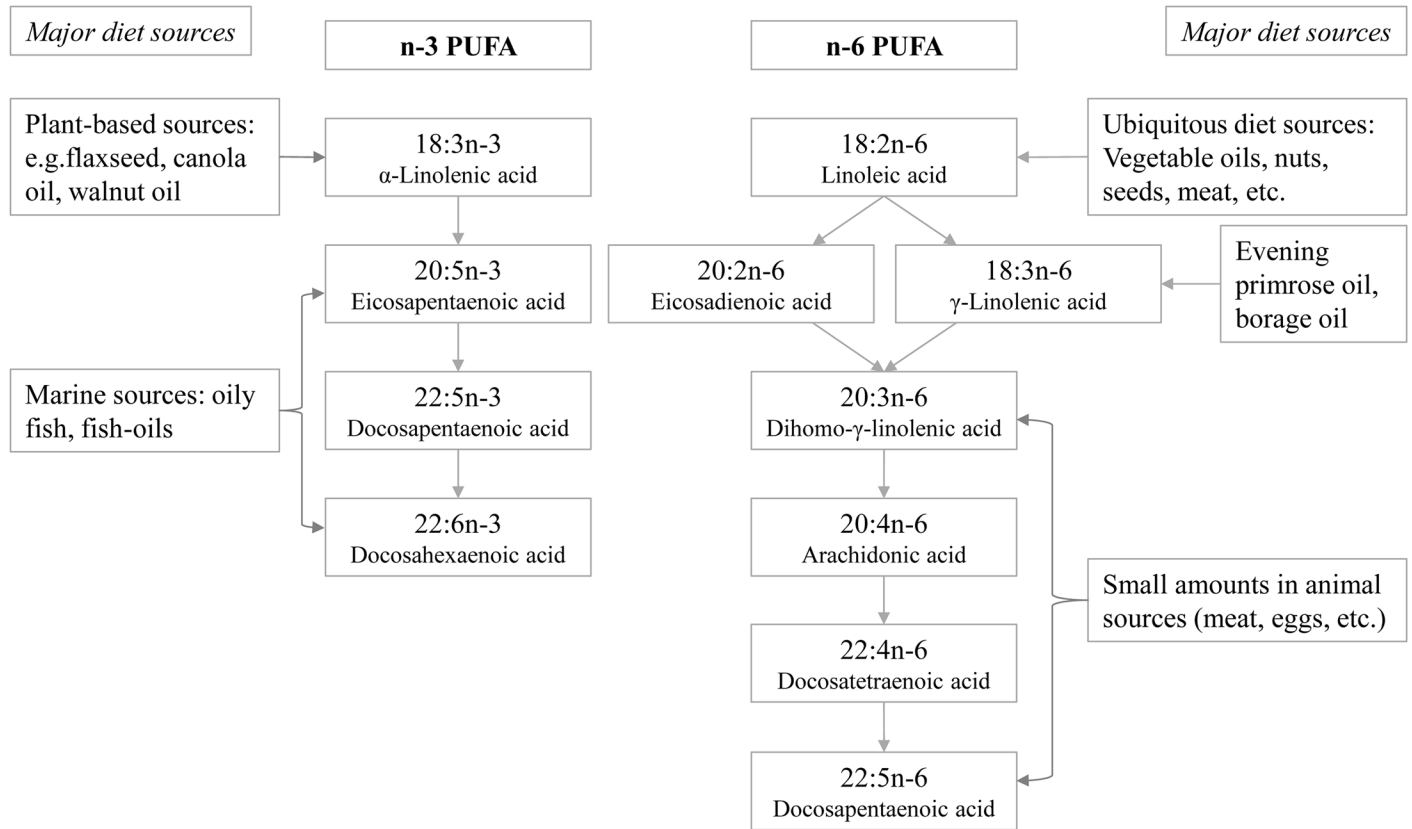 Major diet sources
n-3 PUFA
n-6 PUFA
Major diet sources
Plant-based sources:
e.g.flaxseed, canola
oil, walnut oil
18:3n-3
α-Linolenic acid
18:2n-6
Linoleic acid
Ubiquitous diet sources:
Vegetable oils, nuts,
seeds, meat, etc.
20:5n-3
Eicosapentaenoic acid
20:2n-6
Eicosadienoic acid
18:3n-6
γ-Linolenic acid
Evening
primrose oil,
borage oil
Marine sources: oily
fish, fish-oils
22:5n-3
Docosapentaenoic acid
20:3n-6
Dihomo-γ-linolenic acid
22:6n-3
Docosahexaenoic acid
20:4n-6
Arachidonic acid
Small amounts in animal
sources (meat, eggs, etc.)
22:4n-6
Docosatetraenoic acid
22:5n-6
Docosapentaenoic acid